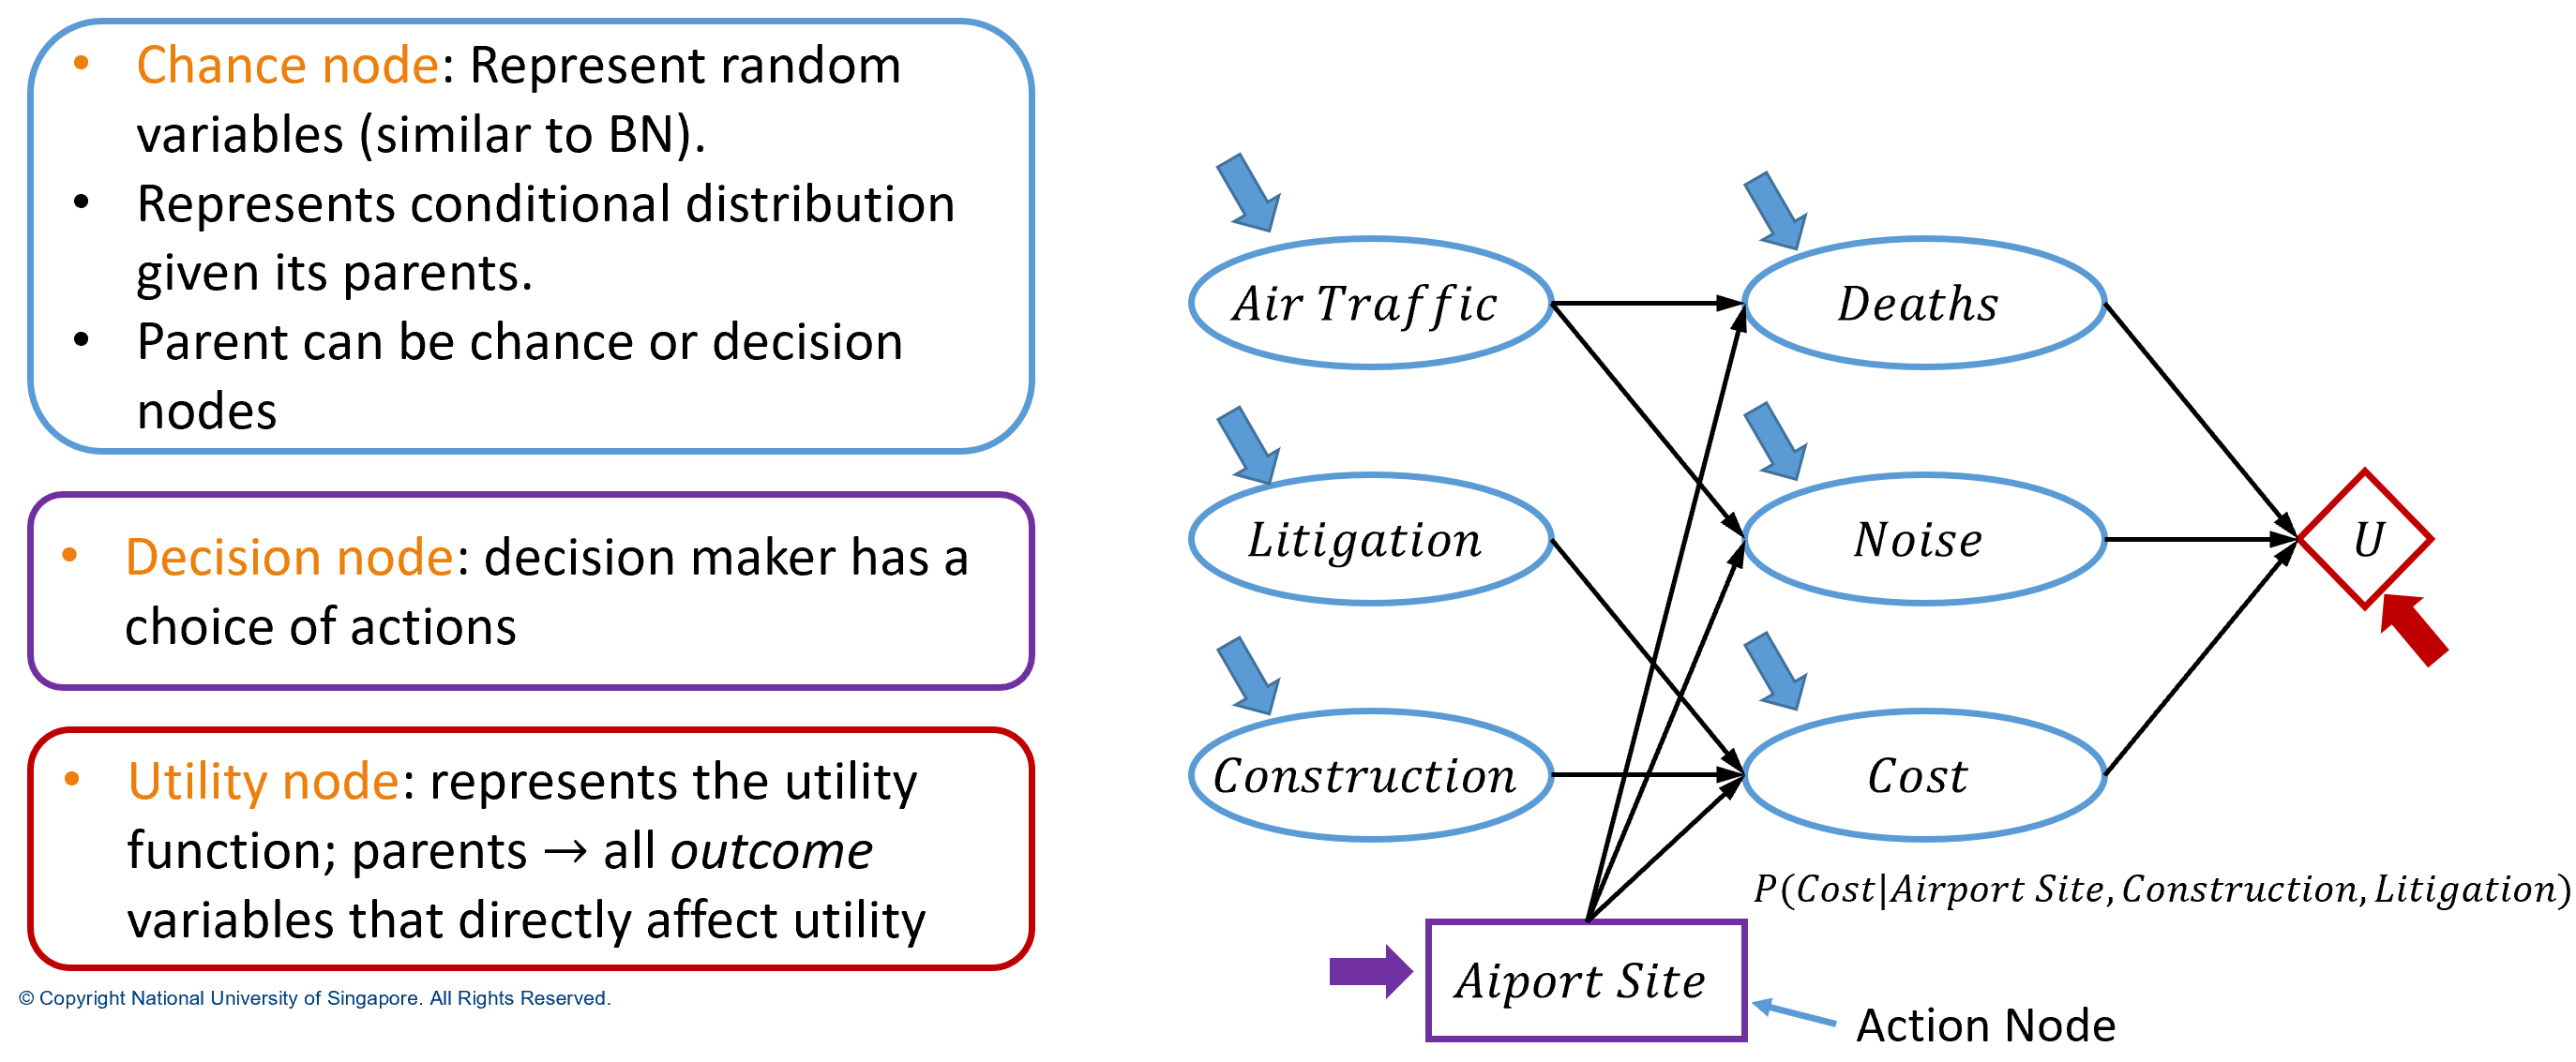 • Chance node: Represent random
variables (similar to BN).
• Represents conditional distribution
given its parents.
• Parent can be chance or decision
nodes
• Decision node: decision maker has a
choice of actions
• Utility node: represents the utility
function; parents → all outcome
variables that directly affect utility
© Copyright National University of Singapore. All Rights Reserved.
Air Traffic
Deaths
Litigation
Noise
U
Construction
Cost
P(Cost|Airport Site, Construction, Litigation)
Aiport Site
Action Node